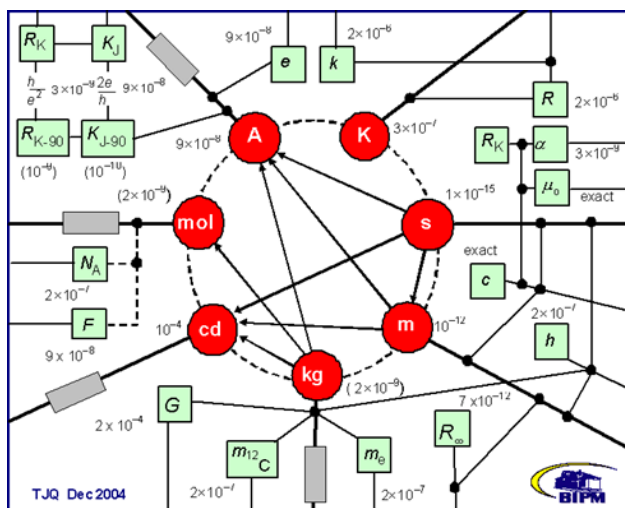 R_K
K_J
9×10⁻⁸
e
2×10⁻⁶
k
h/e²
3×10⁻⁹
2e/h
9×10⁻⁸
R
2×10⁻⁶
A
K
9×10⁻⁸
3×10⁻⁷
R_K-90
K_J-90
(10⁻⁹)
(10⁻¹⁰)
R_K
α
3×10⁻⁹
μ₀
exact
(2×10⁻⁹)
mol
s
1×10⁻¹⁵
N_A
2×10⁻⁷
exact
c
F
cd
10⁻⁴
m
10⁻¹²
2×10⁻⁷
h
9 x 10⁻⁸
kg
(2×10⁻⁹)
G
7×10⁻¹²
2 x 10⁻⁴
m₁₂C
m_e
R_∞
2×10⁻⁷
2×10⁻⁷
TJQ Dec 2004
BIPM